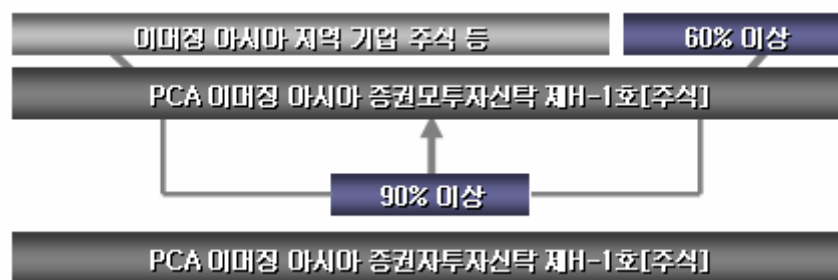 이머징 아시아 지역 기업 주식 등
60% 이상
PCA 이머징 아시아 증권모투자신탁 제H-1호[주식]
90% 이상
PCA 이머징 아시아 증권자투자신탁 제H-1호[주식]